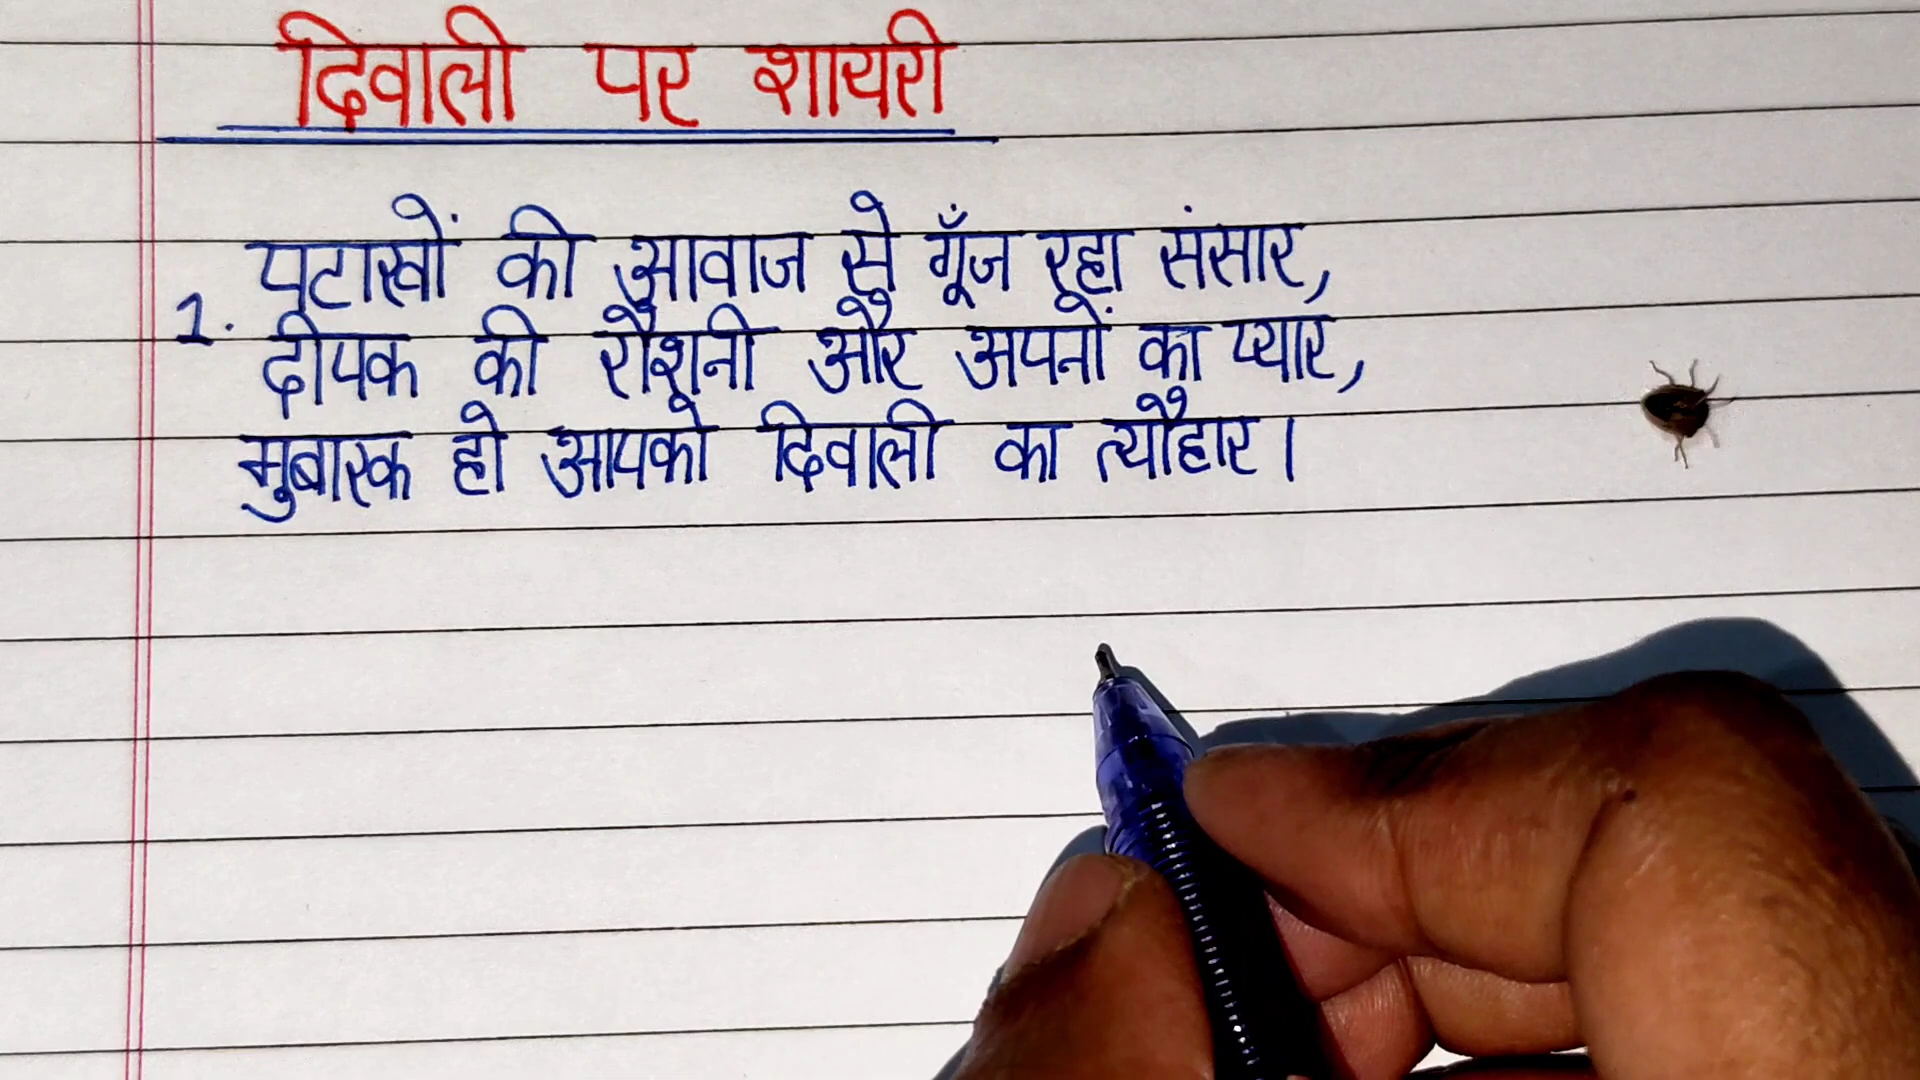 दिवाली पर शायरी
1. पटाखों की आवाज से गूँज रहा संसार,
दीपक की रौशनी और अपनों का प्यार,
मुबारक हो आपको दिवाली का त्यौहार।